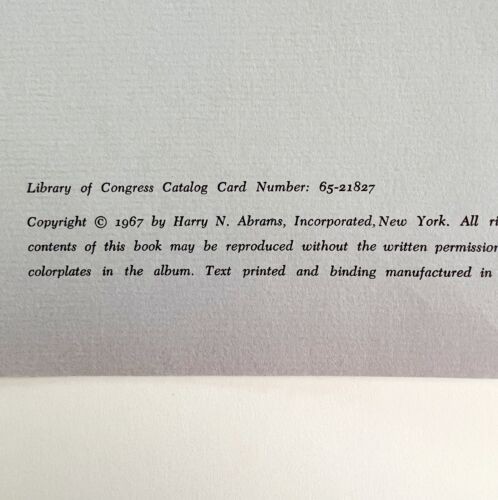 Library of Congress Catalog Card Number: 65-21827
Copyright © 1967 by Harry N. Abrams, Incorporated, New York. All ri
contents of this book may be reproduced without the written permission
colorplates in the album. Text printed and binding manufactured in